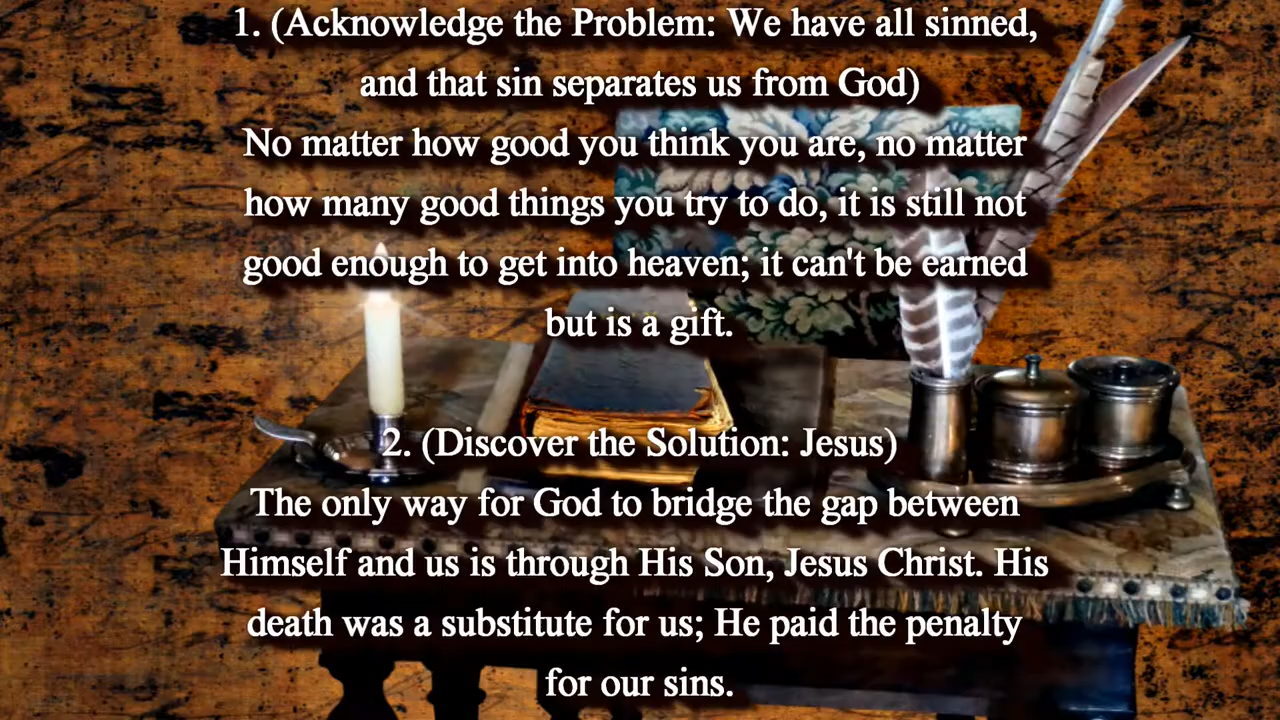 1. (Acknowledge the Problem: We have all sinned,
and that sin separates us from God)
No matter how good you think you are, no matter
how many good things you try to do, it is still not
good enough to get into heaven; it can't be earned
but is a gift.
2. (Discover the Solution: Jesus)
The only way for God to bridge the gap between
Himself and us is through His Son, Jesus Christ. His
death was a substitute for us; He paid the penalty
for our sins.